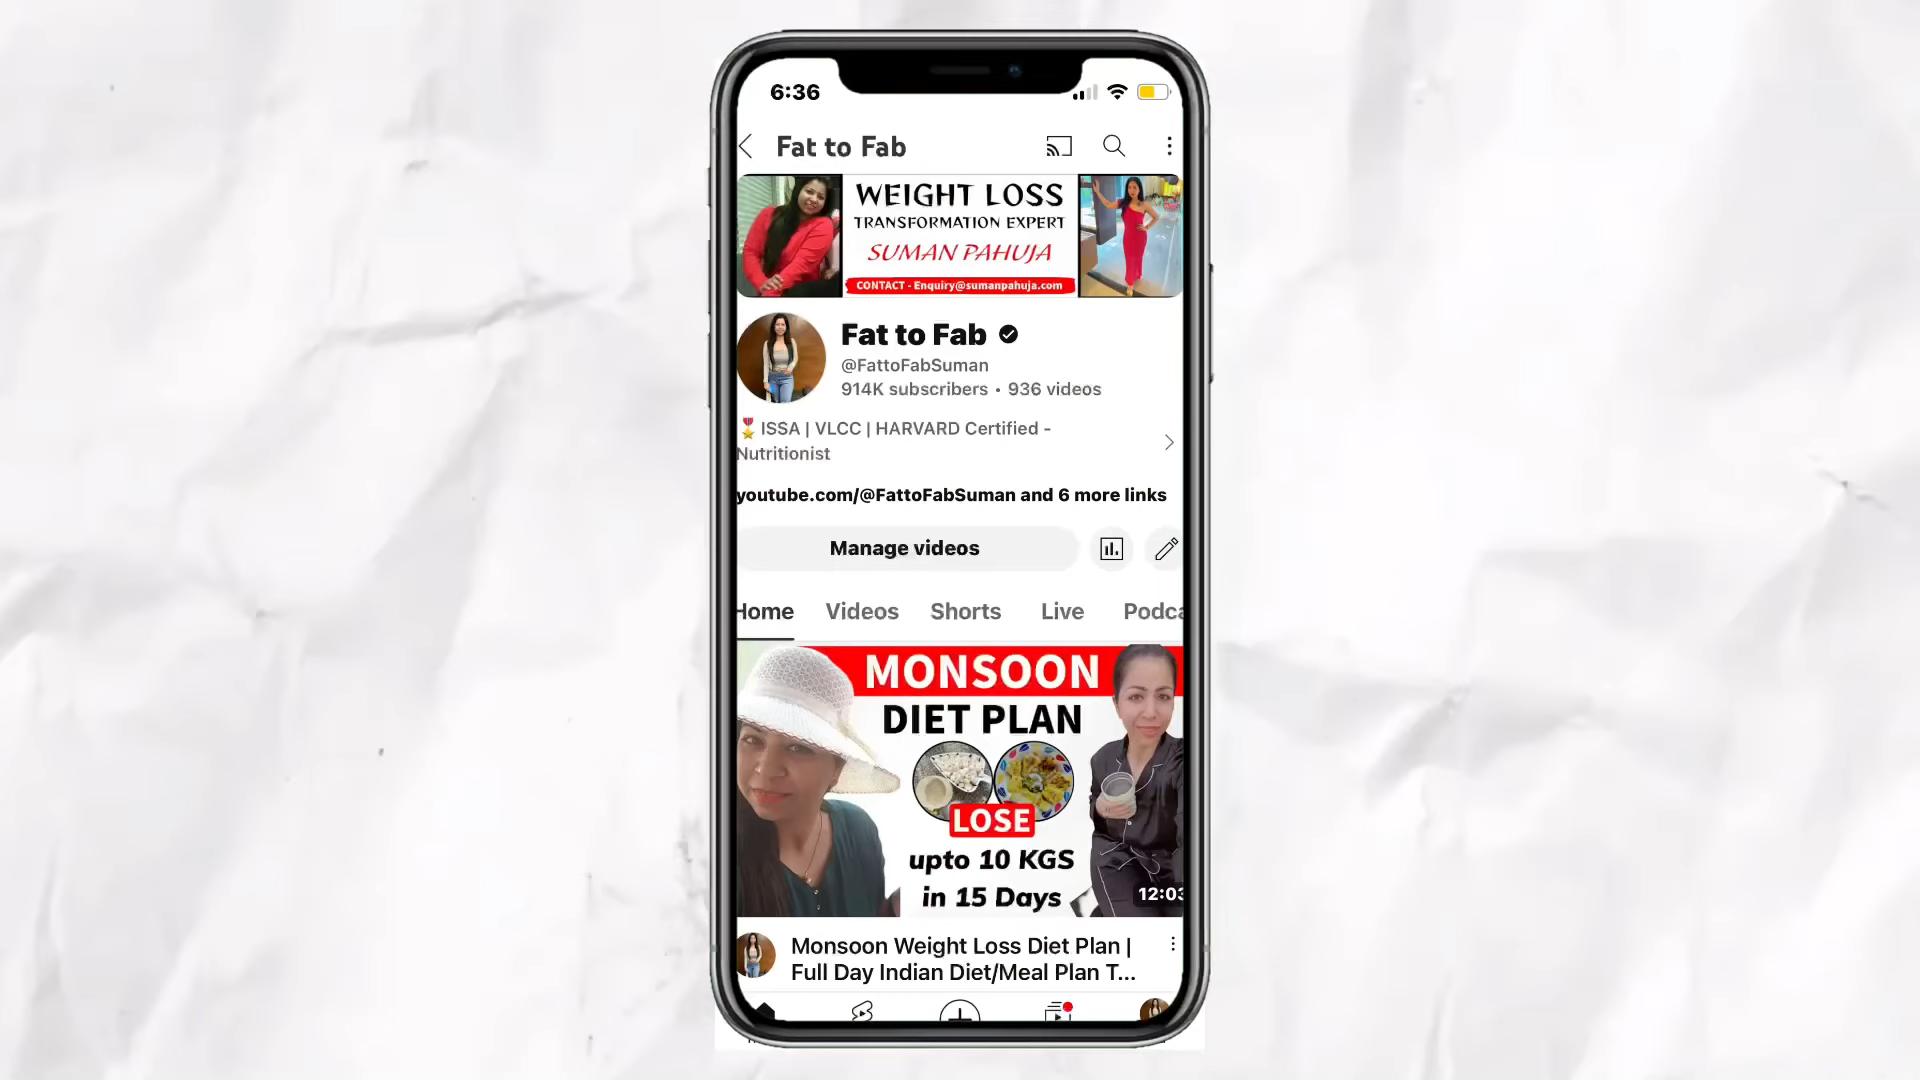 6:36
Fat to Fab
WEIGHT LOSS
TRANSFORMATION EXPERT
SUMAN PAHUJA
CONTACT - Enquiry@sumanpahuja.com
Fat to Fab
@FattoFabSuman
914K subscribers • 936 videos
🎖️ ISSA | VLCC | HARVARD Certified -
Nutritionist
youtube.com/@FattoFabSuman and 6 more links
Manage videos
Home Videos Shorts Live Podca
MONSOON
DIET PLAN
LOSE
upto 10 KGS
in 15 Days
12:03
Monsoon Weight Loss Diet Plan |
Full Day Indian Diet/Meal Plan T...